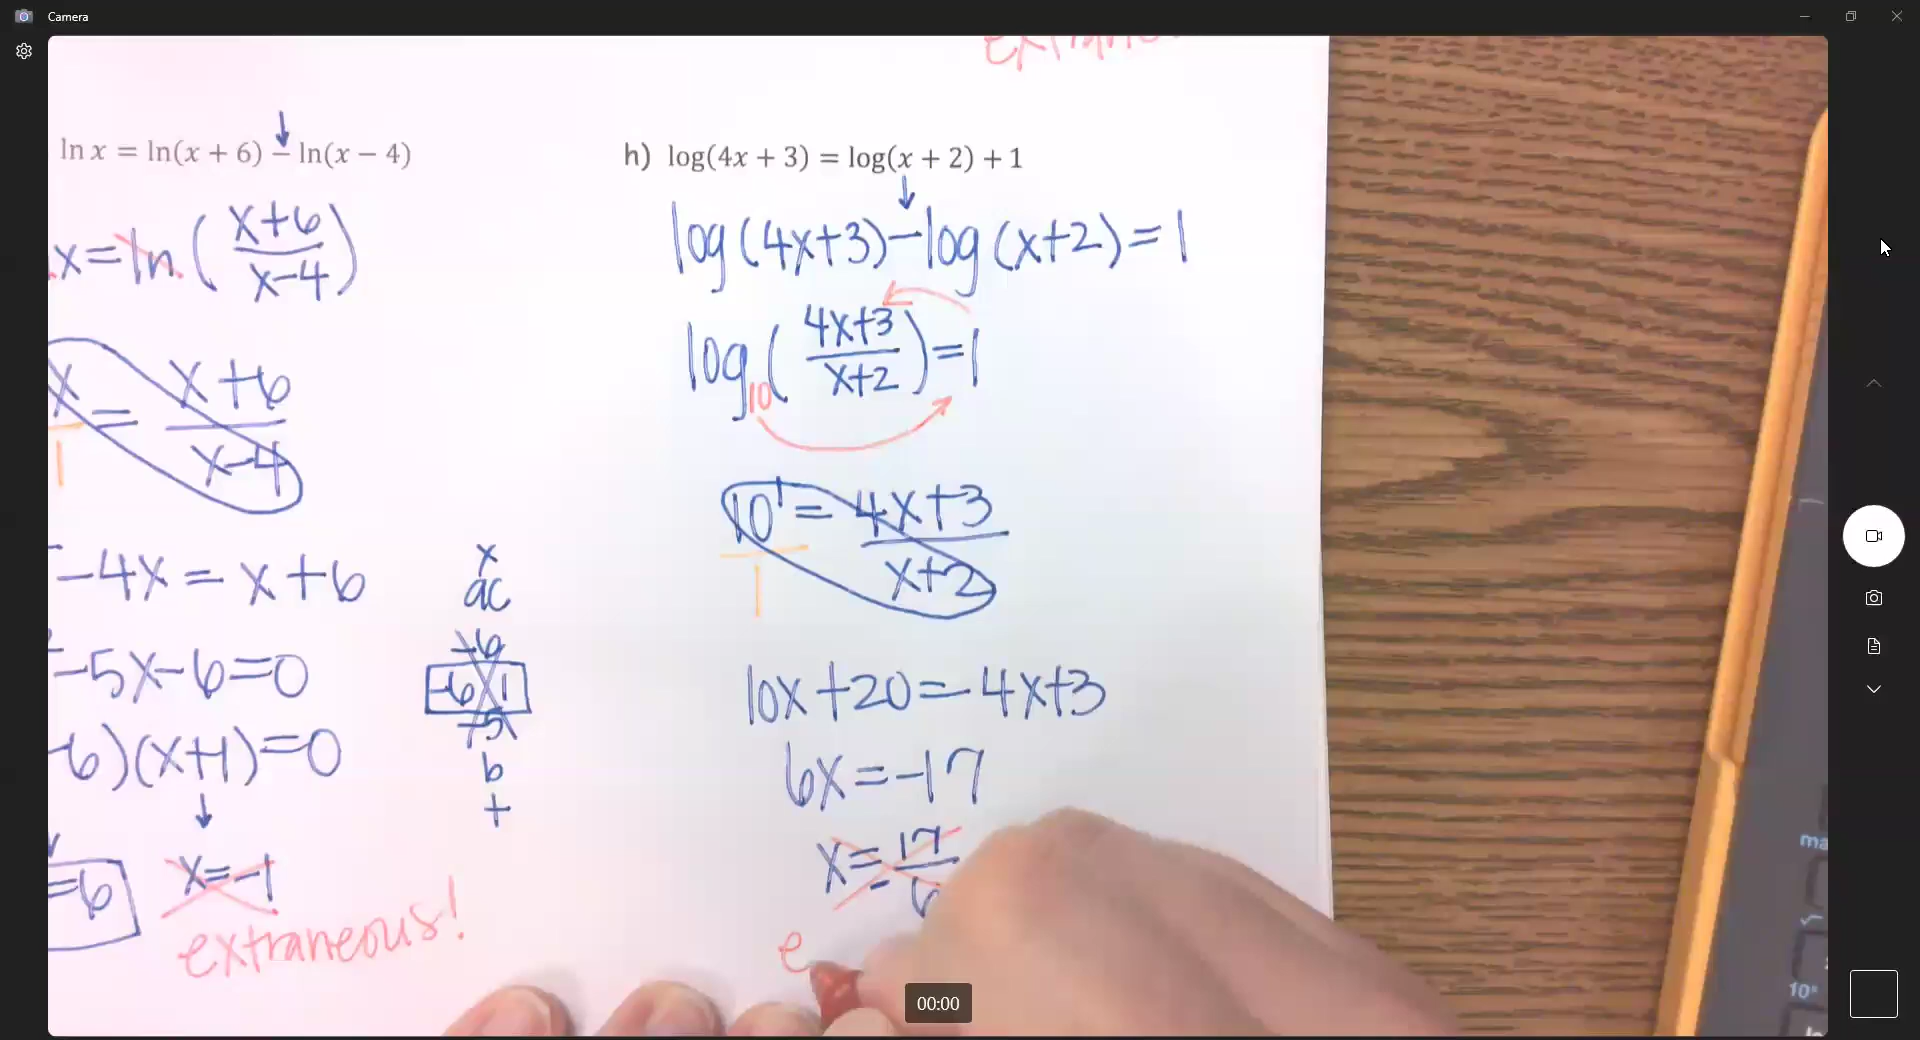 Camera
extran
ln x = ln(x + 6) − ln(x − 4)
x = ln (x+6 / x-4)
x / 1 = x+6 / x-4
-4x = x+6
-5x-6=0
-6)(x+1)=0
=6
x=-1
extraneous!
x
ac
-6
-6 1
-5
b
+
h) log(4x + 3) = log(x + 2) + 1
log(4x+3)-log(x+2)=1
log10 (4x+3 / x+2)=1
10¹ / 1 = 4x+3 / x+2
10x+20=4x+3
6x=-17
x=-17/6
e
00:00
ma
√
10ˣ